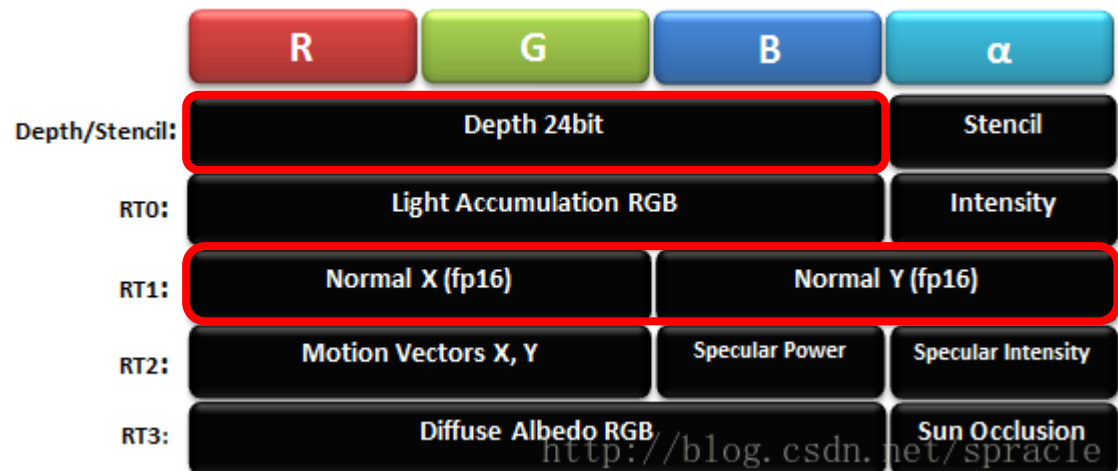 R G B α
Depth/Stencil: Depth 24bit Stencil
RT0: Light Accumulation RGB Intensity
RT1: Normal X (fp16) Normal Y (fp16)
RT2: Motion Vectors X, Y Specular Power Specular Intensity
RT3: Diffuse Albedo RGB Sun Occlusion
http://blog.csdn.net/spracle